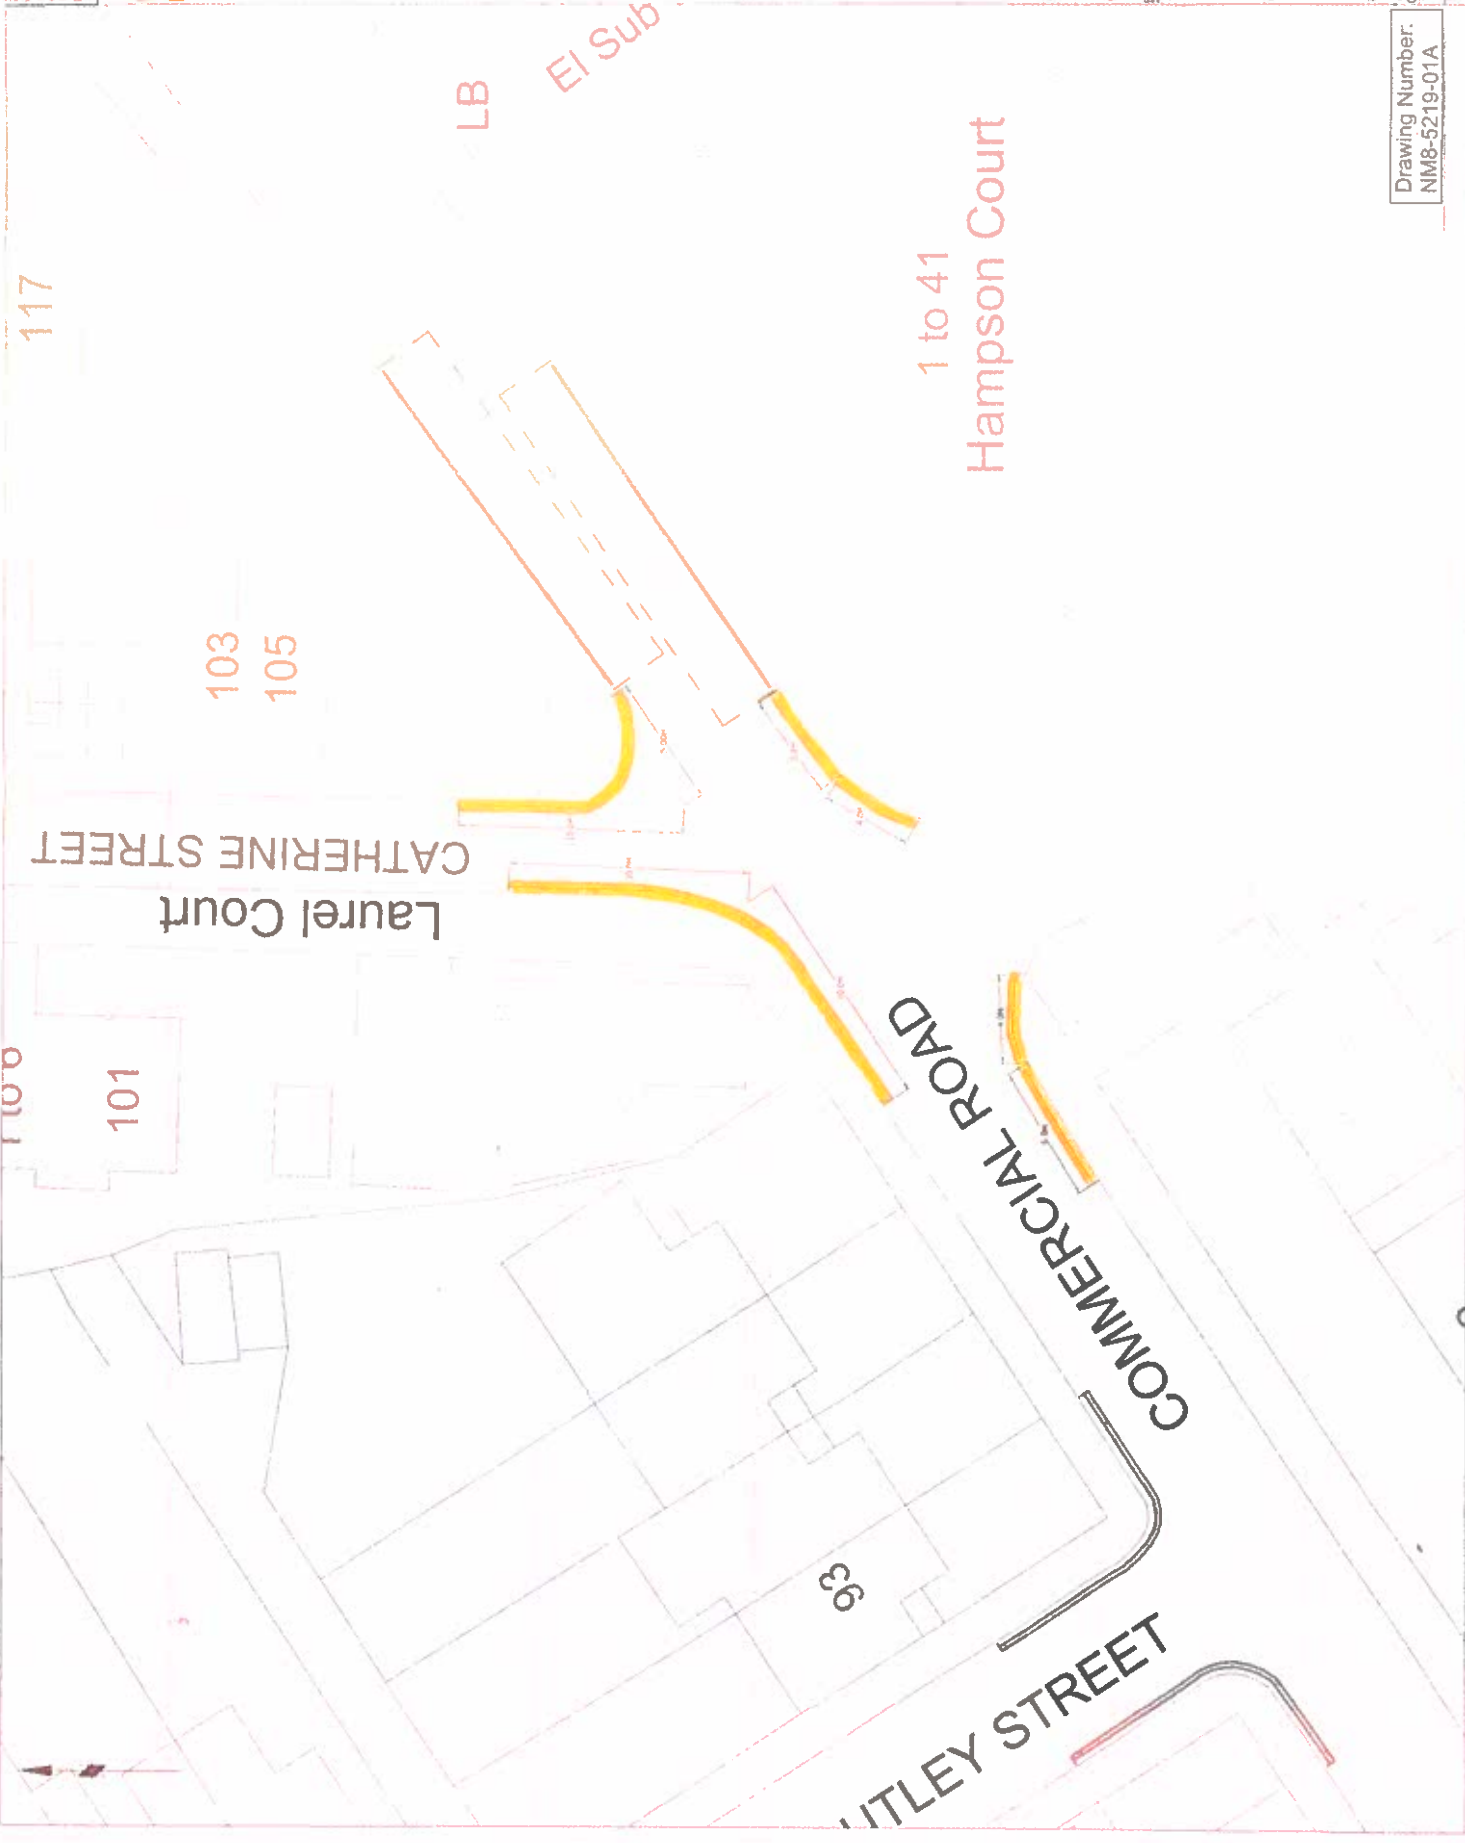 117
LB
El Sub
Drawing Number:
NM8-5219-01A
1 to 41
Hampson Court
103
105
CATHERINE STREET
Laurel Court
101
COMMERCIAL ROAD
93
UTLEY STREET